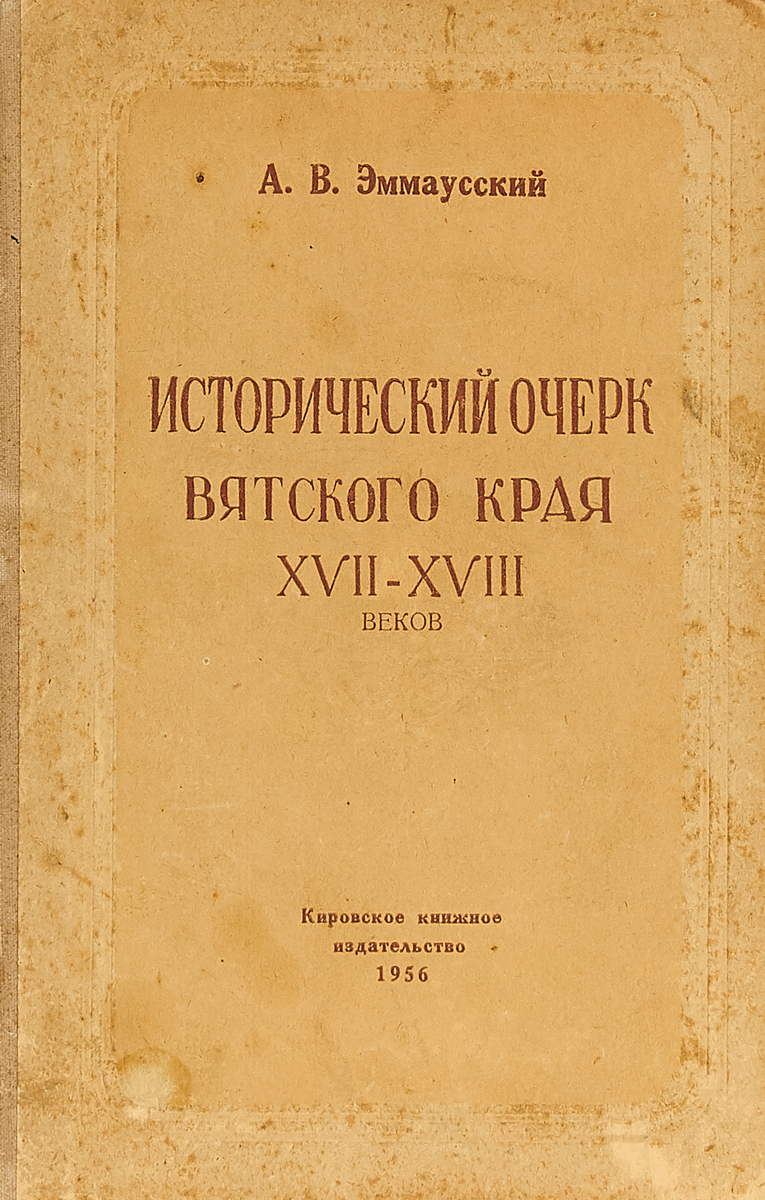 А. В. Эммаусский
ИСТОРИЧЕСКИЙ ОЧЕРК
ВЯТСКОГО КРАЯ
XVII-XVIII
ВЕКОВ
Кировское книжное
издательство
1956